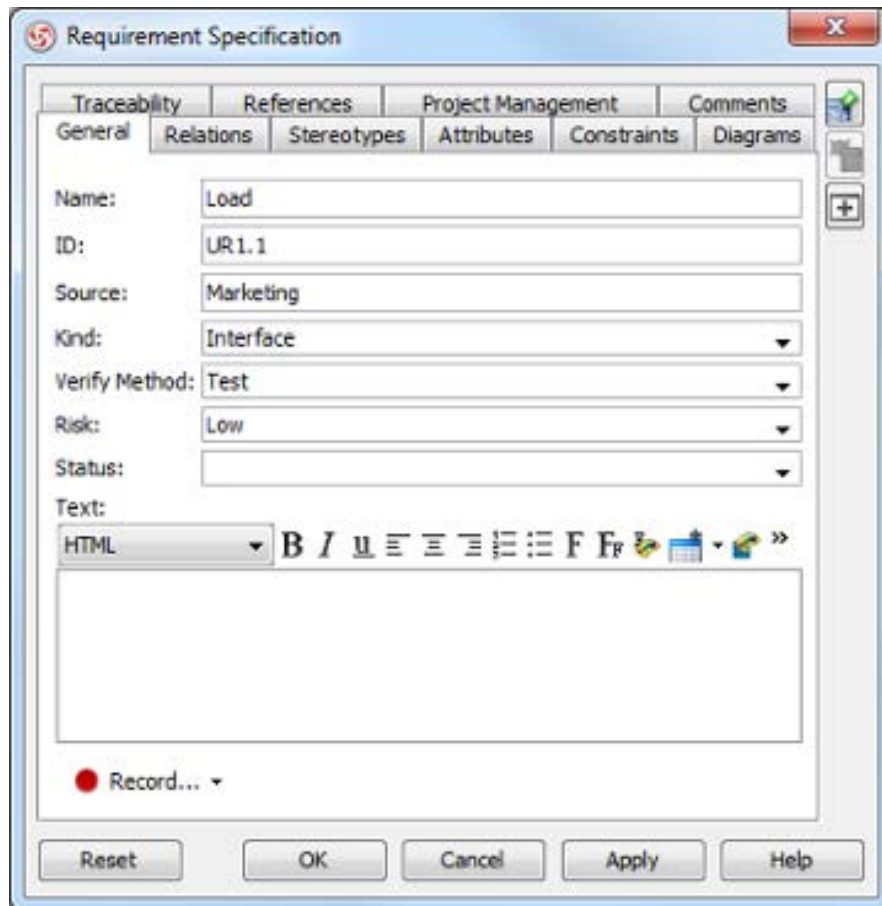 Requirement Specification
Traceability References Project Management Comments
General Relations Stereotypes Attributes Constraints Diagrams
Name: Load
ID: UR1.1
Source: Marketing
Kind: Interface
Verify Method: Test
Risk: Low
Status:
Text:
HTML B I u F FF »
Record...
Reset OK Cancel Apply Help